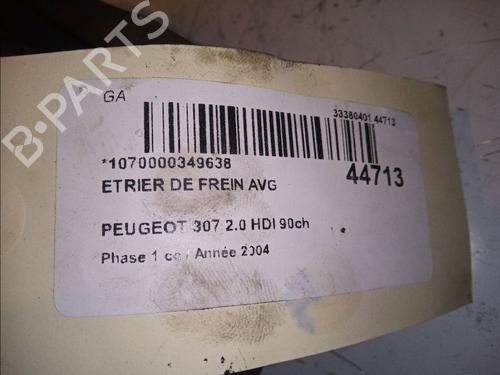 GA
33380401 44713
*1070000349638
44713
ETRIER DE FREIN AVG
PEUGEOT 307 2.0 HDI 90ch
Phase 1 Année 2004
B-PARTS